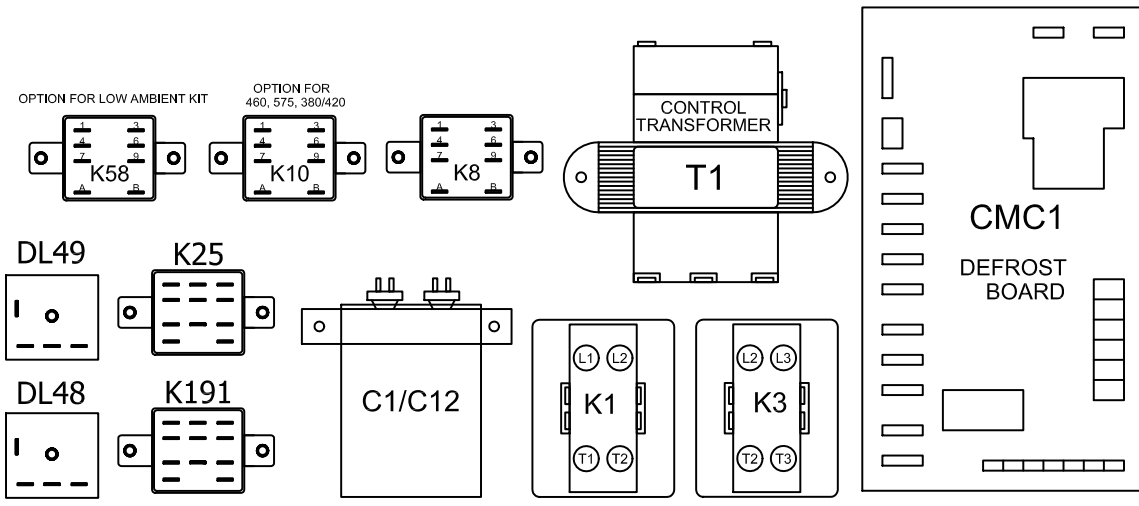 OPTION FOR LOW AMBIENT KIT
1 3
4 6
7 9
K58
A B
OPTION FOR
460, 575, 380/420
1 3
4 6
7 9
K10
A B
1 3
4 6
7 9
K8
A B
CONTROL
TRANSFORMER
T1
CMC1
DEFROST
BOARD
DL49
K25
DL48
K191
C1/C12
L1 L2
K1
T1 T2
L2 L3
K3
T2 T3